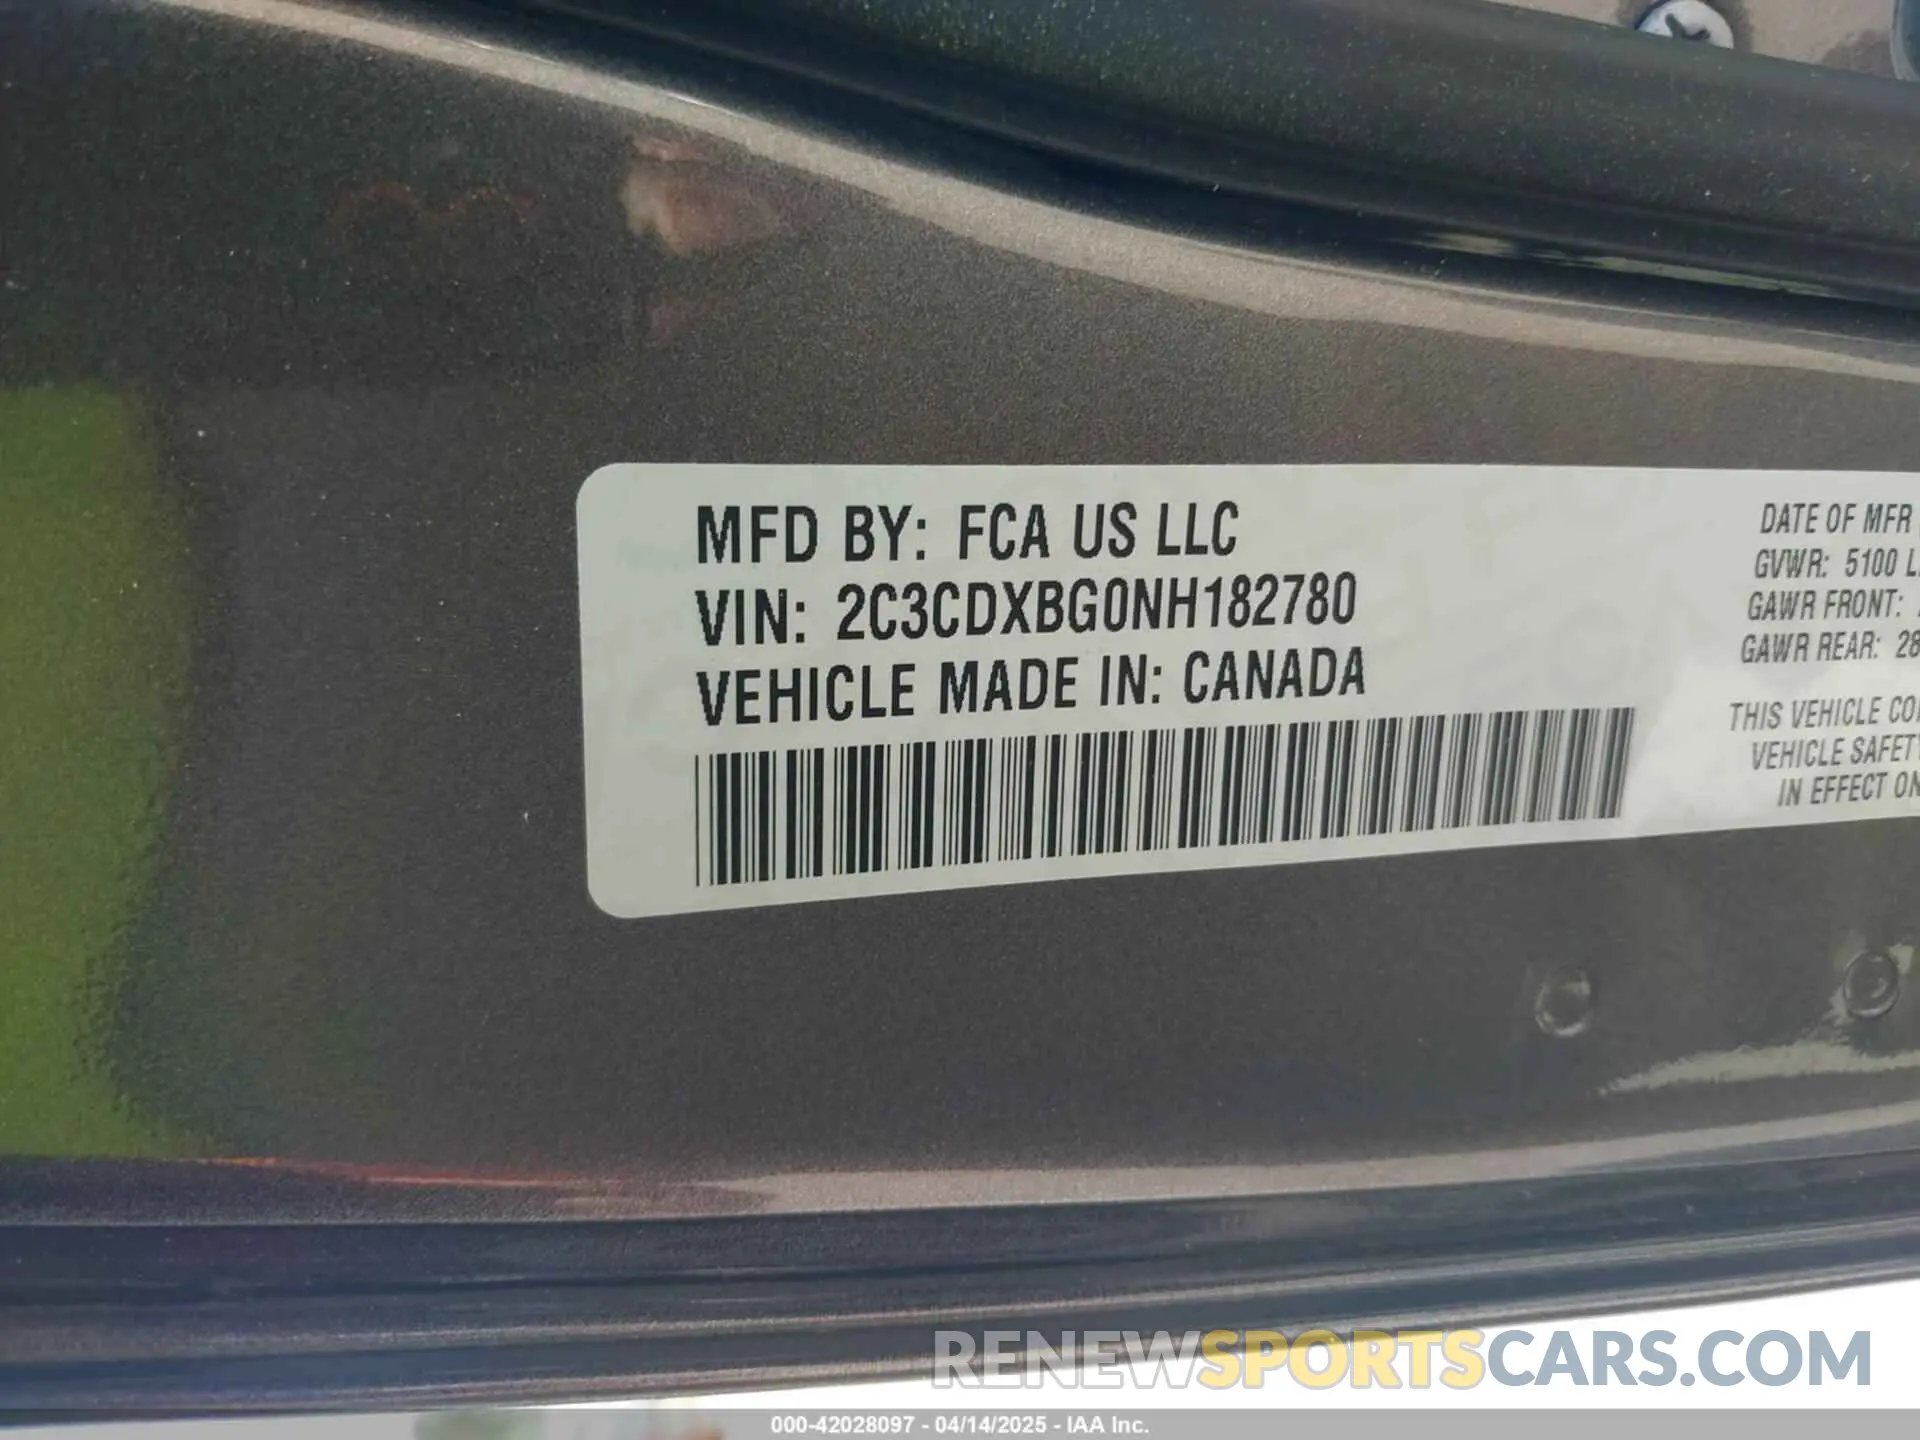 MFD BY: FCA US LLC
VIN: 2C3CDXBG0NH182780
VEHICLE MADE IN: CANADA
DATE OF MFR
GVWR: 5100
GAWR FRONT:
GAWR REAR: 28
THIS VEHICLE
VEHICLE SAFETY
IN EFFECT ON
RENEWSPORTSCARS.COM
000-42028097 - 04/14/2025 - IAA Inc.